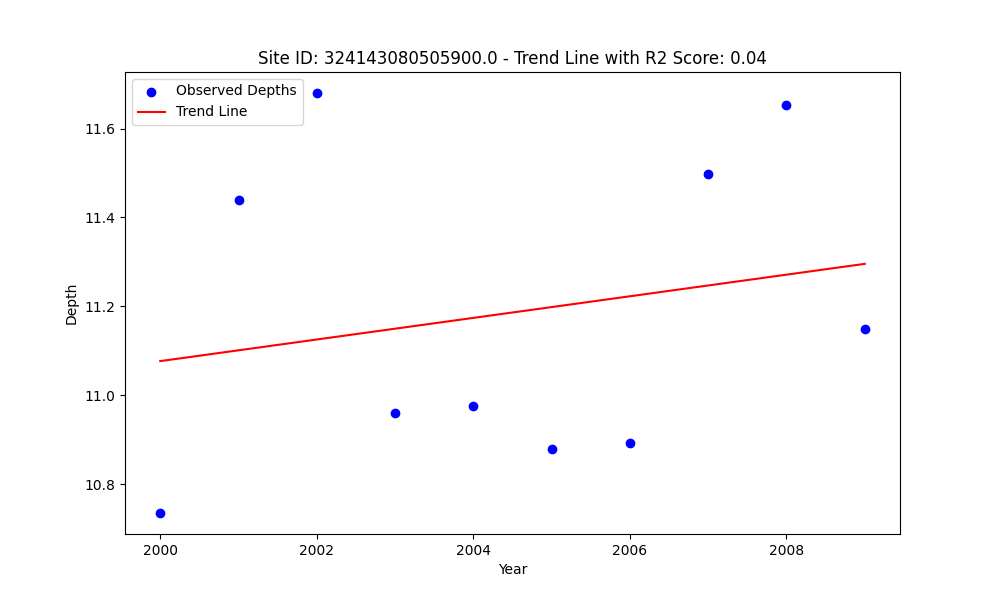 Site ID: 324143080505900.0 - Trend Line with R2 Score: 0.04
Observed Depths
Trend Line
11.6
11.4
11.2
11.0
10.8
Depth
2000
2002
2004
2006
2008
Year